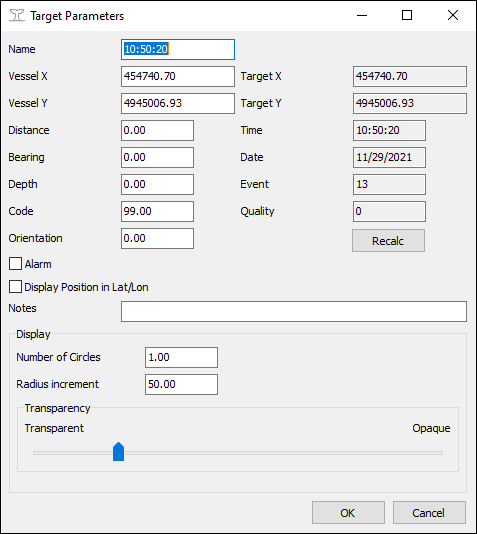 Target Parameters
Name 10:50:20
Vessel X 454740.70 Target X 454740.70
Vessel Y 4945006.93 Target Y 4945006.93
Distance 0.00 Time 10:50:20
Bearing 0.00 Date 11/29/2021
Depth 0.00 Event 13
Code 99.00 Quality 0
Orientation 0.00 Recalc
Alarm
Display Position in Lat/Lon
Notes
Display
Number of Circles 1.00
Radius increment 50.00
Transparency
Transparent Opaque
OK Cancel